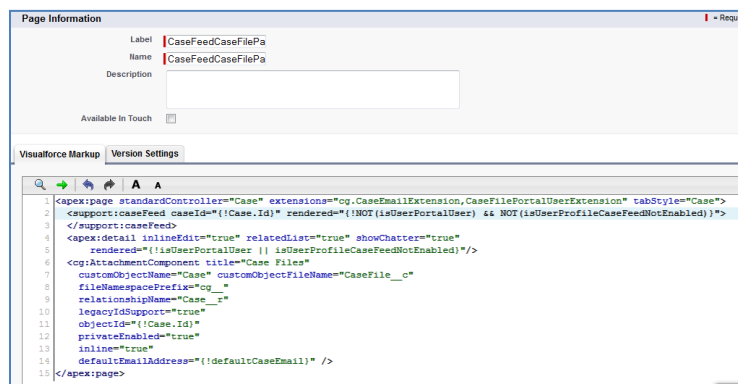 Page Information
= Requ
Label CaseFeedCaseFilePa
Name CaseFeedCaseFilePa
Description
Available In Touch
Visualforce Markup Version Settings
A A
1 <apex:page standardController="Case" extensions="cg.CaseEmailExtension,CaseFilePortalUserExtension" tabStyle="Case">
2 <support:caseFeed caseId="{!Case.Id}" rendered="{!NOT(isUserPortalUser) && NOT(isUserProfileCaseFeedNotEnabled)}">
3 </support:caseFeed>
4 <apex:detail inlineEdit="true" relatedList="true" showChatter="true"
5 rendered="{!isUserPortalUser || isUserProfileCaseFeedNotEnabled}"/>
6 <cg:AttachmentComponent title="Case Files"
7 customObjectName="Case" customObjectFileName="CaseFile__c"
8 fileNamespacePrefix="cg__"
9 relationshipName="Case__r"
10 legacyIdSupport="true"
11 objectId="{!Case.Id}"
12 privateEnabled="true"
13 inline="true"
14 defaultEmailAddress="{!defaultCaseEmail}" />
15 </apex:page>